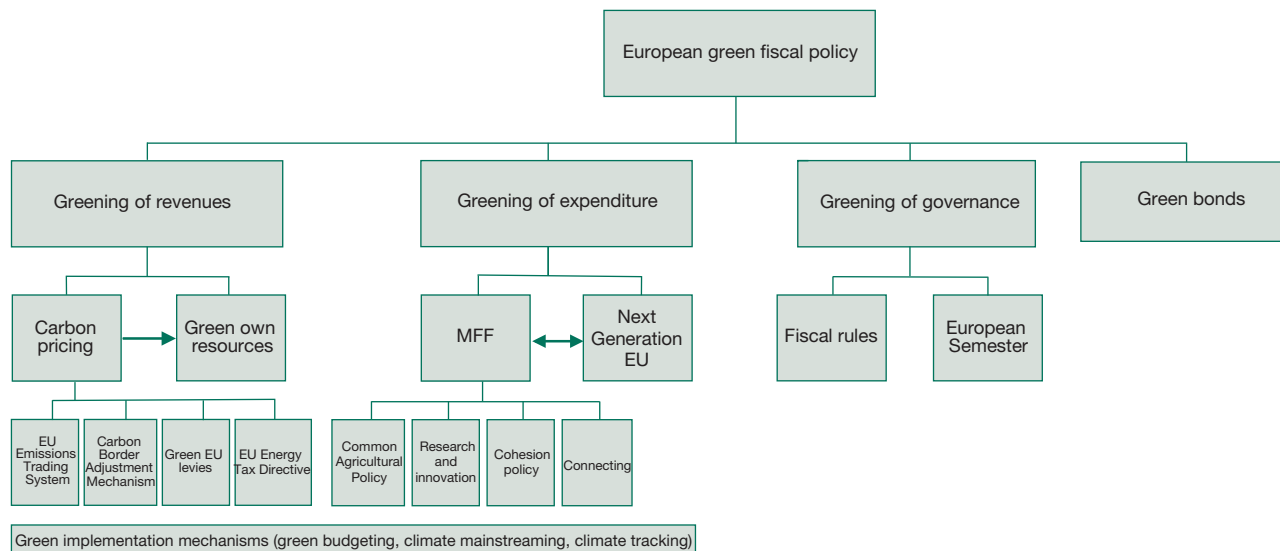 European green fiscal policy
Greening of revenues
Greening of expenditure
Greening of governance
Green bonds
Carbon
pricing
Green own
resources
MFF
Next
Generation
EU
Fiscal rules
European
Semester
EU
Emissions
Trading
System
Carbon
Border
Adjustment
Mechanism
Green EU
levies
EU Energy
Tax Directive
Common
Agricultural
Policy
Research
and
innovation
Cohesion
policy
Connecting
Green implementation mechanisms (green budgeting, climate mainstreaming, climate tracking)